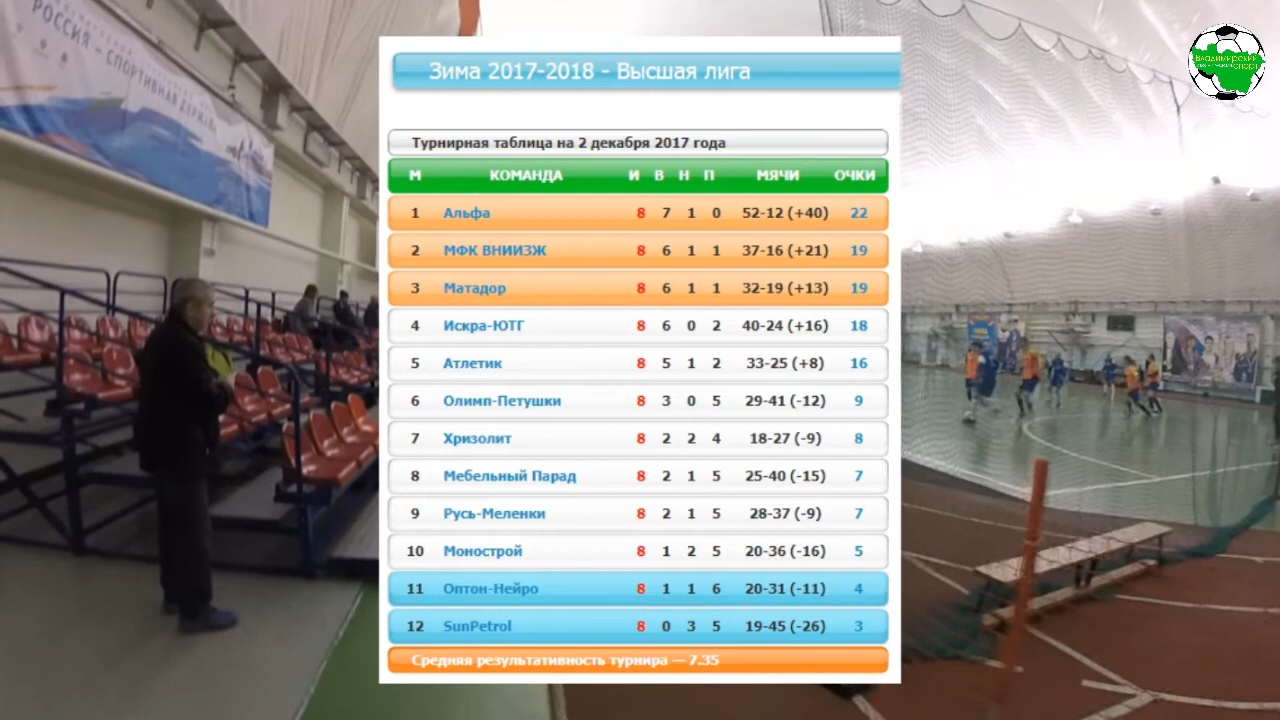 РОССИЯ – СПОРТИВНАЯ ДЕРЖАВА
Владимирский
спорт
Зима 2017-2018 - Высшая лига
Турнирная таблица на 2 декабря 2017 года
М КОМАНДА И В Н П МЯЧИ ОЧКИ
1 Альфа 8 7 1 0 52-12 (+40) 22
2 МФК ВНИИЗЖ 8 6 1 1 37-16 (+21) 19
3 Матадор 8 6 1 1 32-19 (+13) 19
4 Искра-ЮТГ 8 6 0 2 40-24 (+16) 18
5 Атлетик 8 5 1 2 33-25 (+8) 16
6 Олимп-Петушки 8 3 0 5 29-41 (-12) 9
7 Хризолит 8 2 2 4 18-27 (-9) 8
8 Мебельный Парад 8 2 1 5 25-40 (-15) 7
9 Русь-Меленки 8 2 1 5 28-37 (-9) 7
10 Монострой 8 1 2 5 20-36 (-16) 5
11 Оптон-Нейро 8 1 1 6 20-31 (-11) 4
12 SunPetrol 8 0 3 5 19-45 (-26) 3
Средняя результативность турнира — 7.35